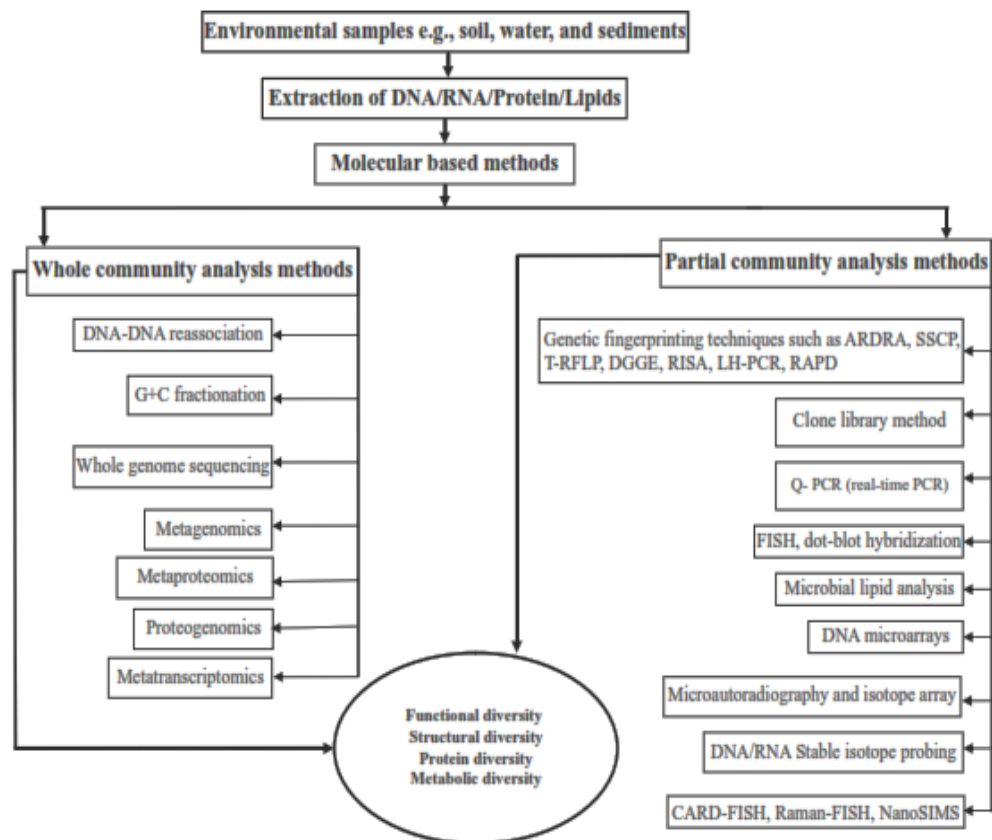 Environmental samples e.g., soil, water, and sediments
Extraction of DNA/RNA/Protein/Lipids
Molecular based methods
Whole community analysis methods
DNA-DNA reassociation
G+C fractionation
Whole genome sequencing
Metagenomics
Metaproteomics
Proteogenomics
Metatranscriptomics
Partial community analysis methods
Genetic fingerprinting techniques such as ARDRA, SSCP,
T-RFLP, DGGE, RISA, LH-PCR, RAPD
Clone library method
Q- PCR (real-time PCR)
FISH, dot-blot hybridization
Microbial lipid analysis
DNA microarrays
Microautoradiography and isotope array
DNA/RNA Stable isotope probing
CARD-FISH, Raman-FISH, NanoSIMS
Functional diversity
Structural diversity
Protein diversity
Metabolic diversity